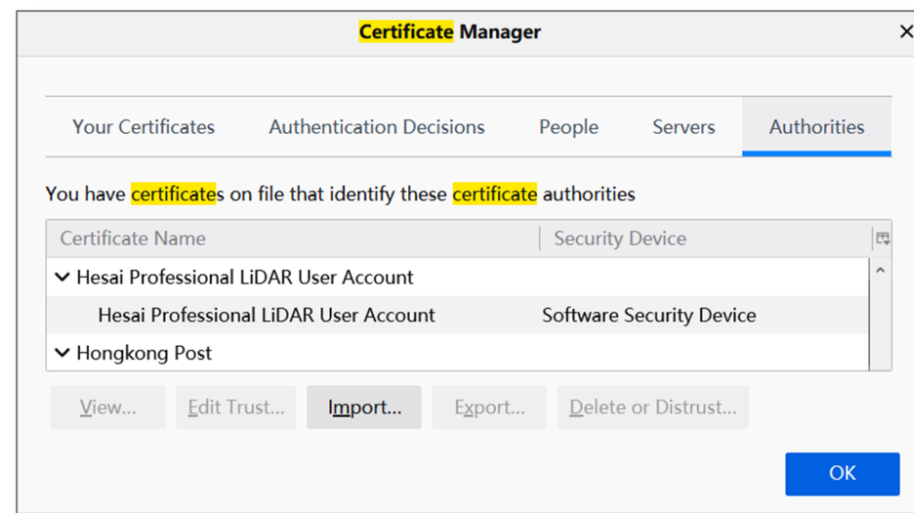 Certificate Manager
Your Certificates Authentication Decisions People Servers Authorities
You have certificates on file that identify these certificate authorities
Certificate Name Security Device
Hesai Professional LiDAR User Account
Hesai Professional LiDAR User Account Software Security Device
Hongkong Post
View... Edit Trust... Import... Export... Delete or Distrust...
OK